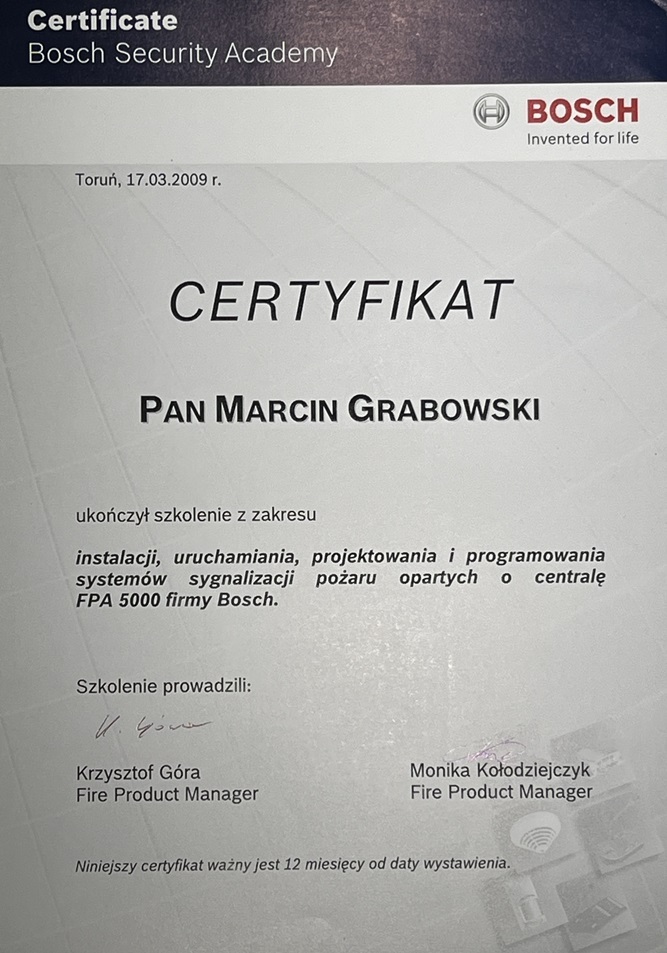 Certificate
Bosch Security Academy
BOSCH
Invented for life
Toruń, 17.03.2009 r.
CERTYFIKAT
PAN MARCIN GRABOWSKI
ukończył szkolenie z zakresu
instalacji, uruchamiania, projektowania i programowania
systemów sygnalizacji pożaru opartych o centralę
FPA 5000 firmy Bosch.
Szkolenie prowadzili:
K. Góra
Krzysztof Góra
Fire Product Manager
Monika Kołodziejczyk
Fire Product Manager
Niniejszy certyfikat ważny jest 12 miesięcy od daty wystawienia.